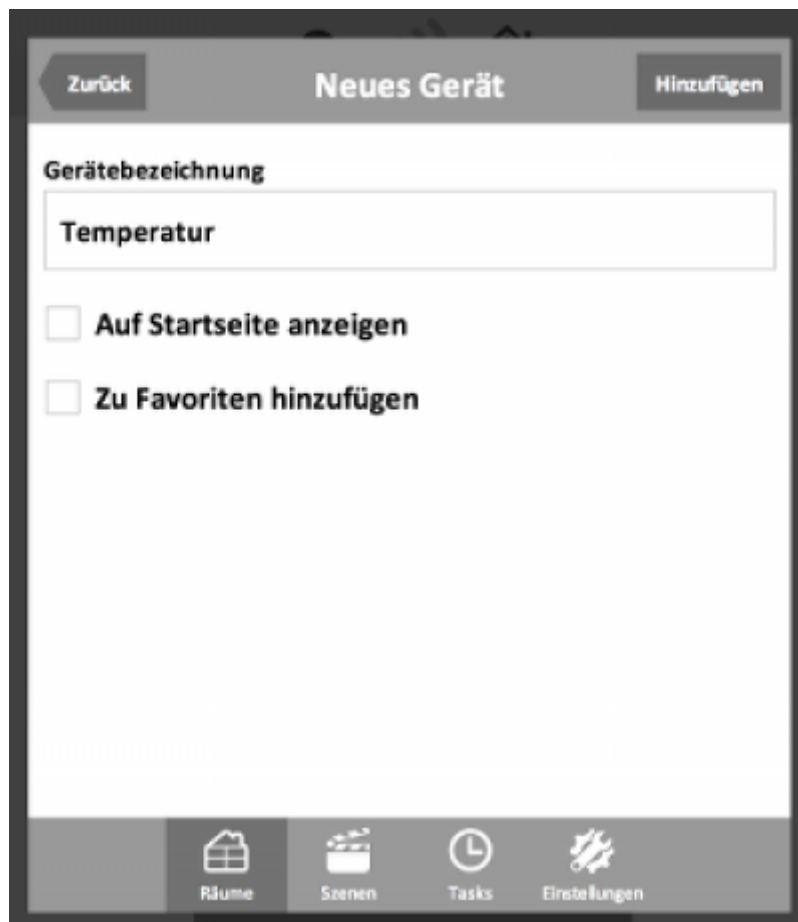 Zurück Neues Gerät Hinzufügen
Gerätebezeichnung
Temperatur
Auf Startseite anzeigen
Zu Favoriten hinzufügen
Räume Szenen Tasks Einstellungen